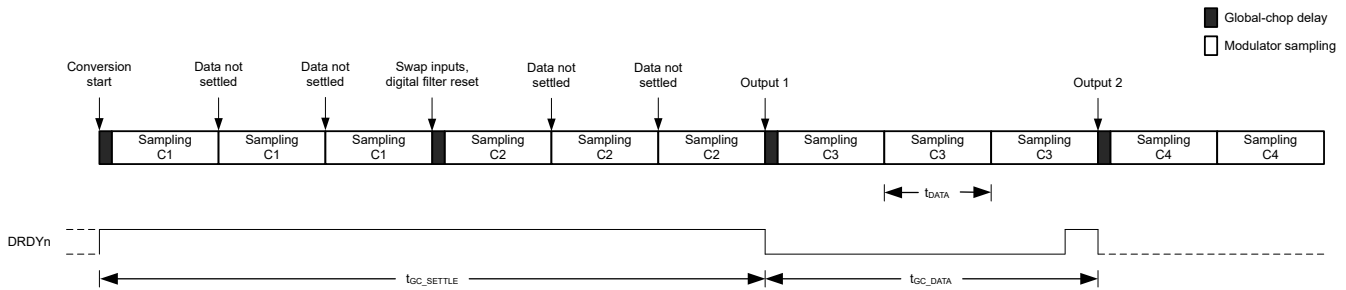 Global-chop delay
Modulator sampling
Conversion
start
Data not
settled
Data not
settled
Swap inputs,
digital filter reset
Data not
settled
Data not
settled
Output 1
Output 2
Sampling
C1
Sampling
C1
Sampling
C1
Sampling
C2
Sampling
C2
Sampling
C2
Sampling
C3
Sampling
C3
Sampling
C3
Sampling
C4
Sampling
C4
tDATA
DRDYn
tGC_SETTLE
tGC_DATA